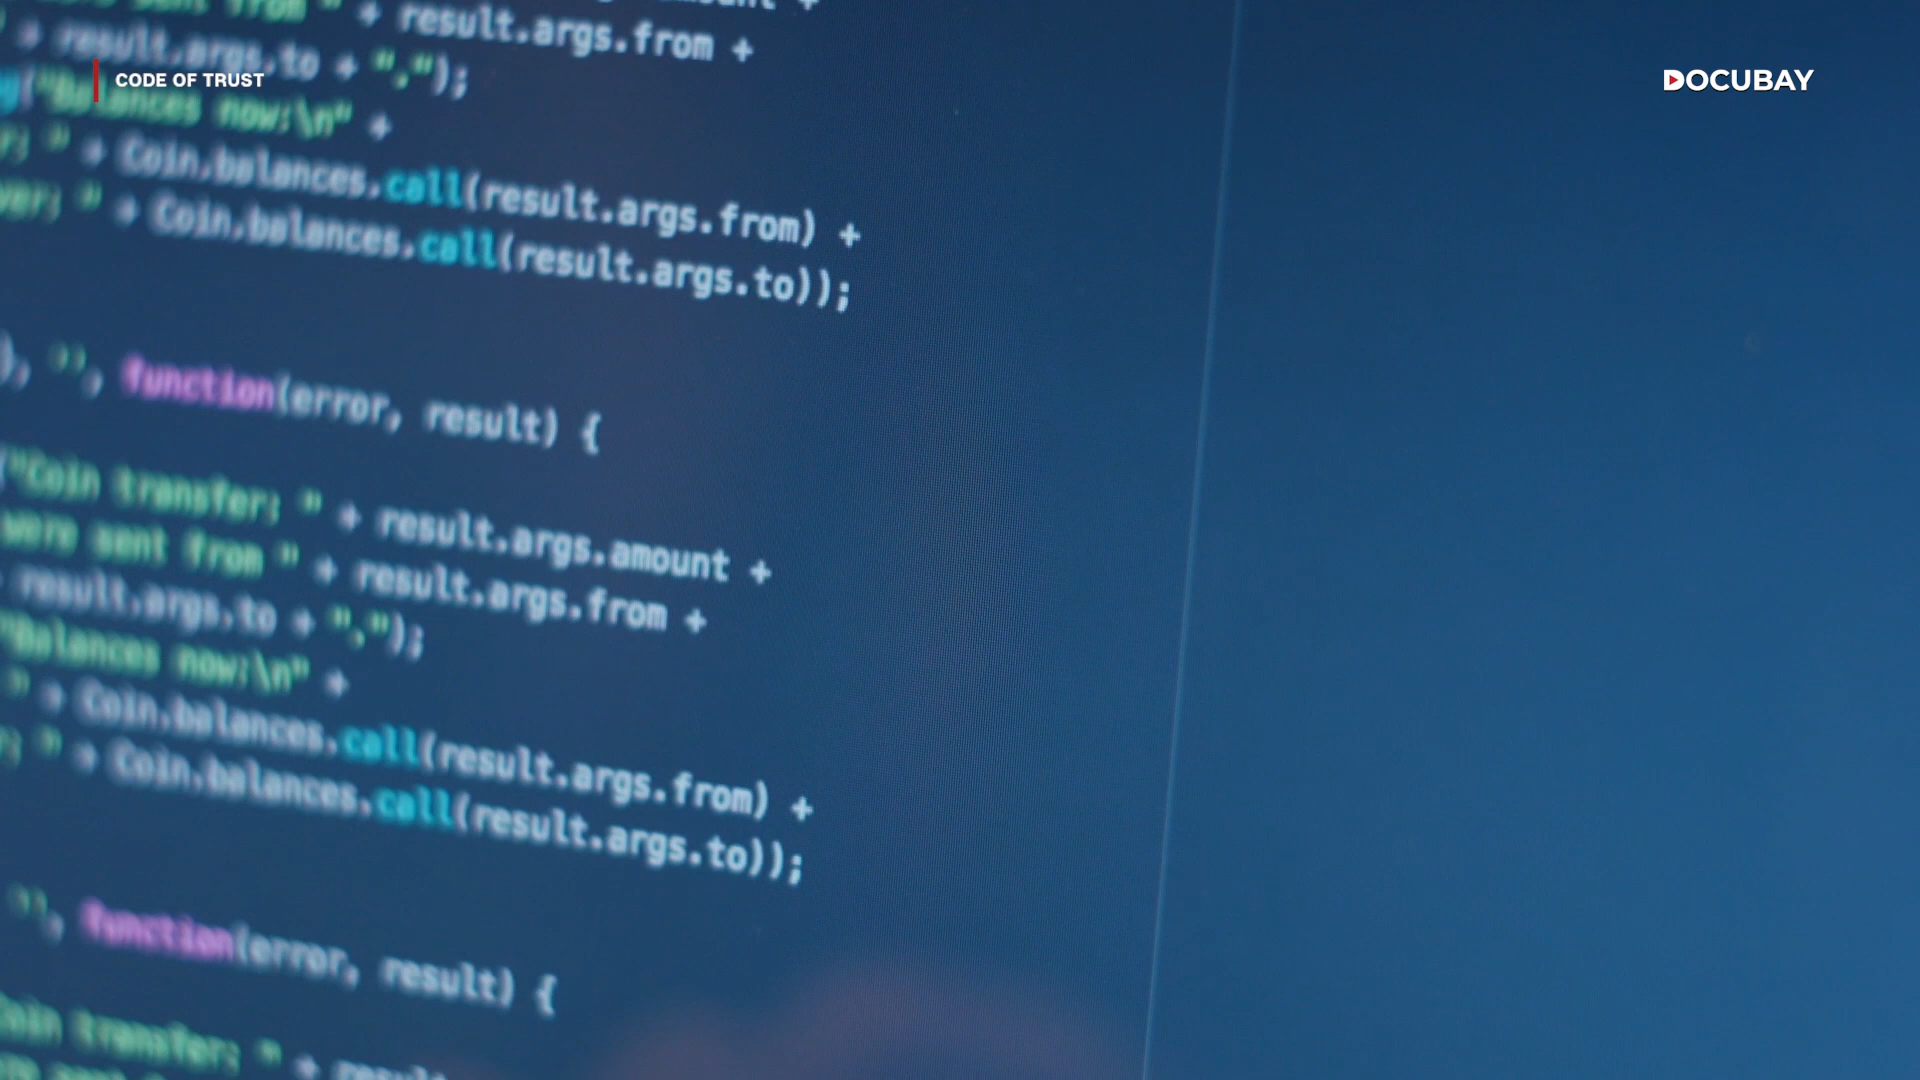 sent from " + result.args.from +
+ result.args.to + ".");
CODE OF TRUST
DOCUBAY
("Balances now:\n" +
r: " + Coin.balances.call(result.args.from) +
ver: " + Coin.balances.call(result.args.to));
}, '', function(error, result) {
("Coin transfer: " + result.args.amount +
were sent from " + result.args.from +
result.args.to + ".");
"Balances now:\n" +
" + Coin.balances.call(result.args.from) +
r: " + Coin.balances.call(result.args.to));
'', function(error, result) {
Coin transfer: " +